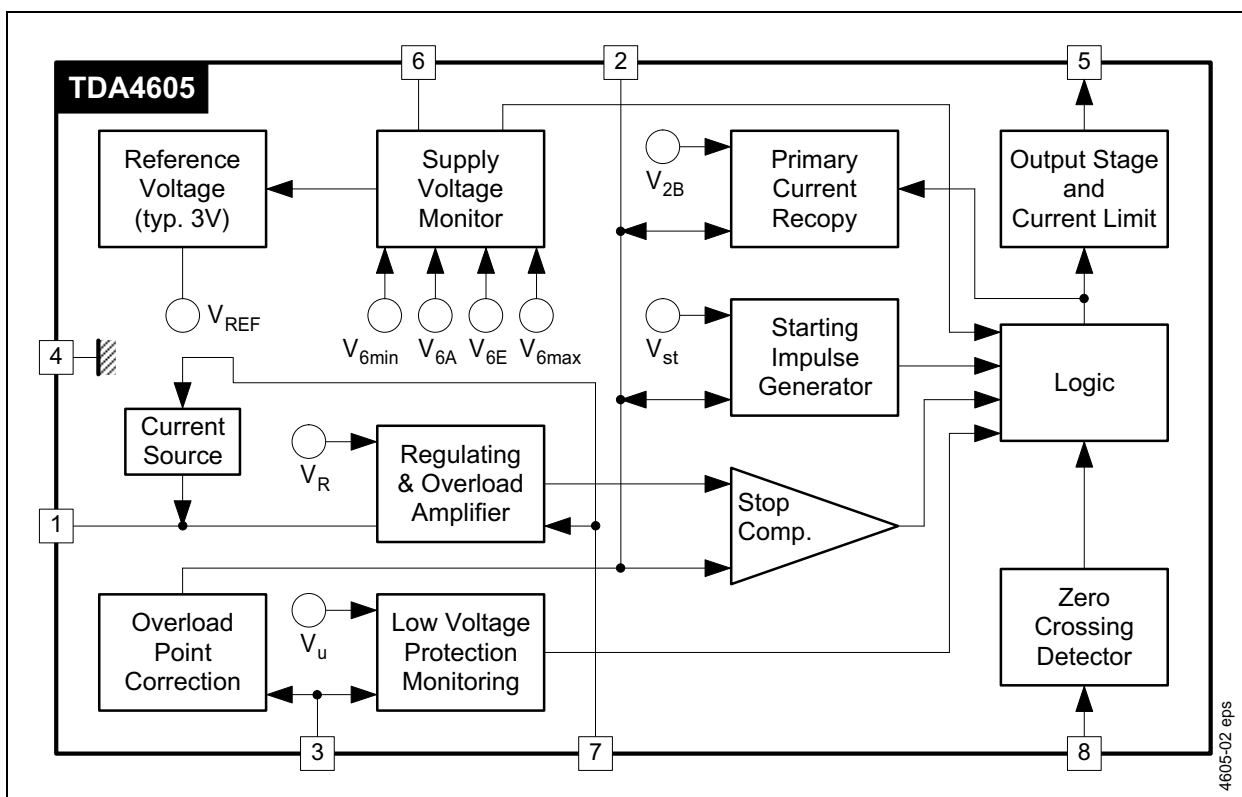 TDA4605
6
2
5
Reference
Voltage
(typ. 3V)
Supply
Voltage
Monitor
V2B
Primary
Current
Recopy
Output Stage
and
Current Limit
VREF
V6min
V6A
V6E
V6max
Vst
Starting
Impulse
Generator
Logic
4
Current
Source
VR
Regulating
& Overload
Amplifier
Stop
Comp.
1
Overload
Point
Correction
Vu
Low Voltage
Protection
Monitoring
Zero
Crossing
Detector
3
7
8
4605-02 eps